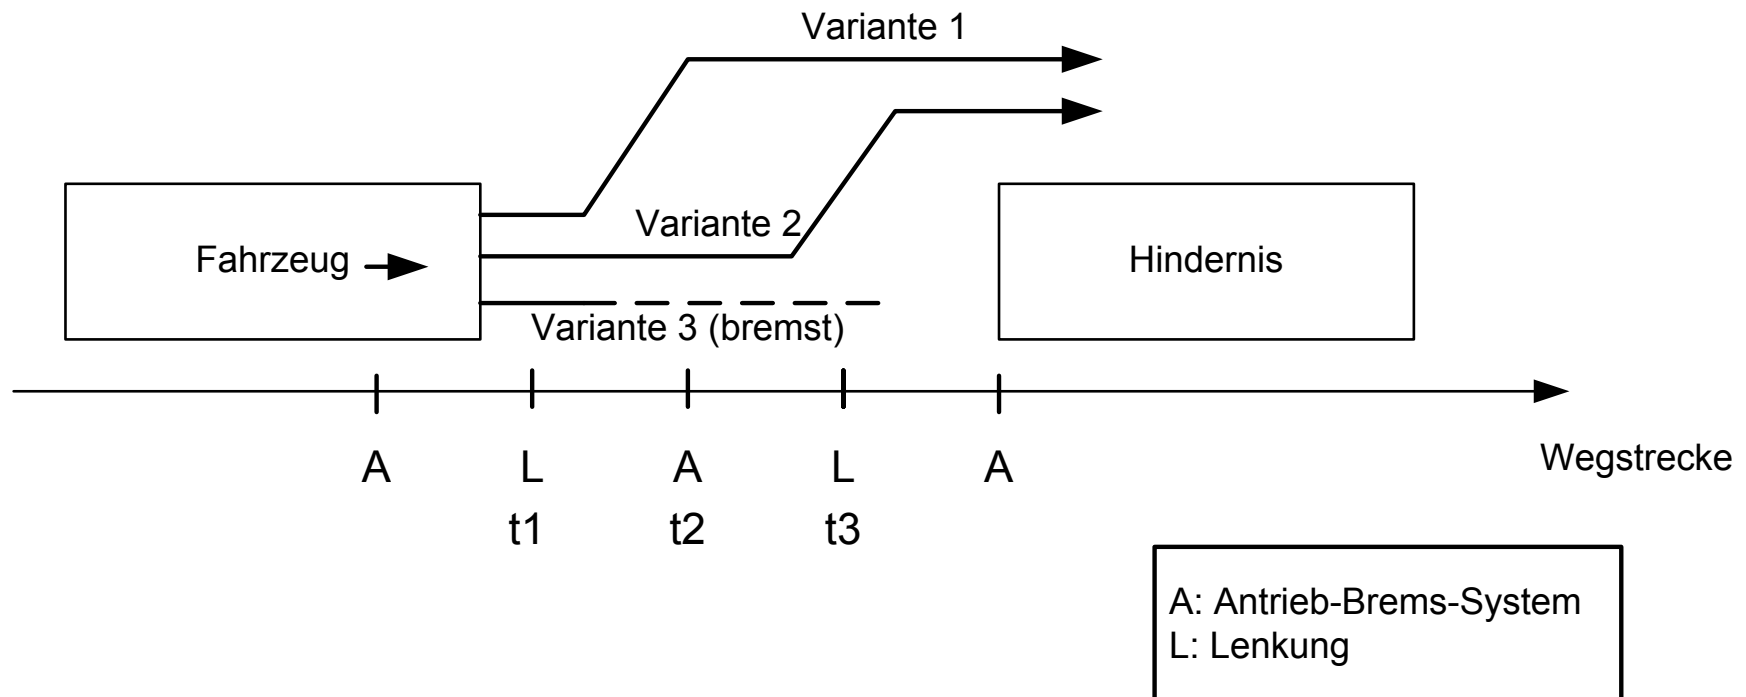 Variante 1
Variante 2
Fahrzeug
Hindernis
Variante 3 (bremst)
A L A L A
Wegstrecke
t1 t2 t3
A: Antrieb-Brems-System
L: Lenkung